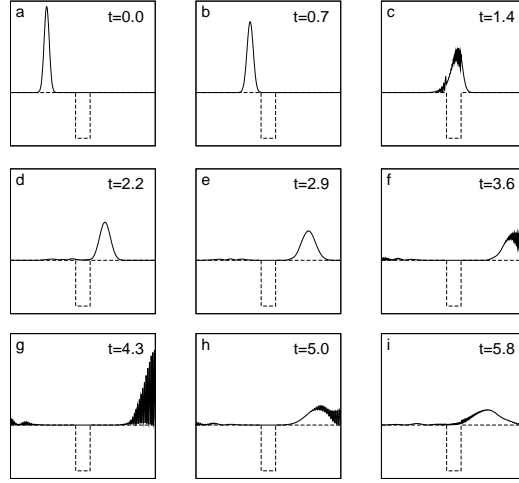 a t=0.0
b t=0.7
c t=1.4
d t=2.2
e t=2.9
f t=3.6
g t=4.3
h t=5.0
i t=5.8